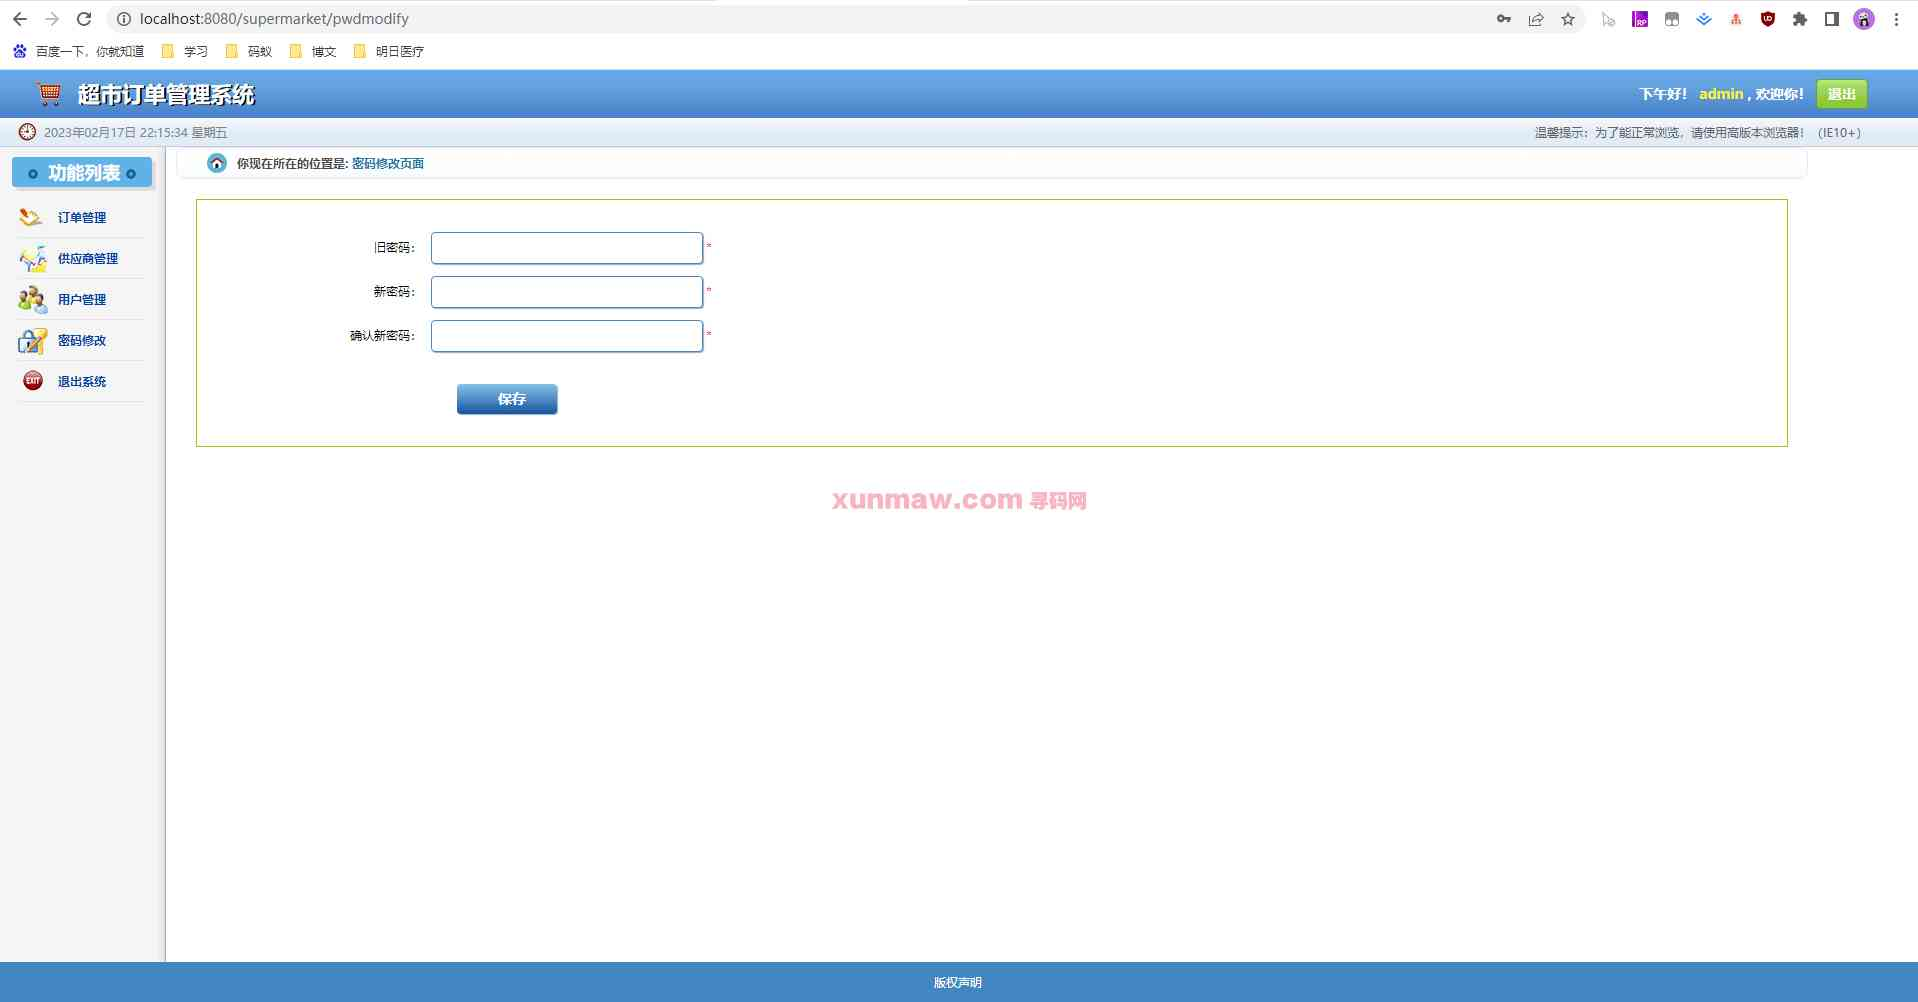 localhost:8080/supermarket/pwdmodify
百度一下，你就知道 学习 码蚁 博文 明日医疗
超市订单管理系统
下午好！ admin , 欢迎你！ 退出
2023年02月17日 22:15:34 星期五
温馨提示：为了能正常浏览，请使用高版本浏览器！（IE10+）
功能列表
你现在所在的位置是: 密码修改页面
订单管理
供应商管理
用户管理
密码修改
EXIT 退出系统
旧密码： *
新密码： *
确认新密码： *
保存
xunmaw.com 寻码网
版权声明